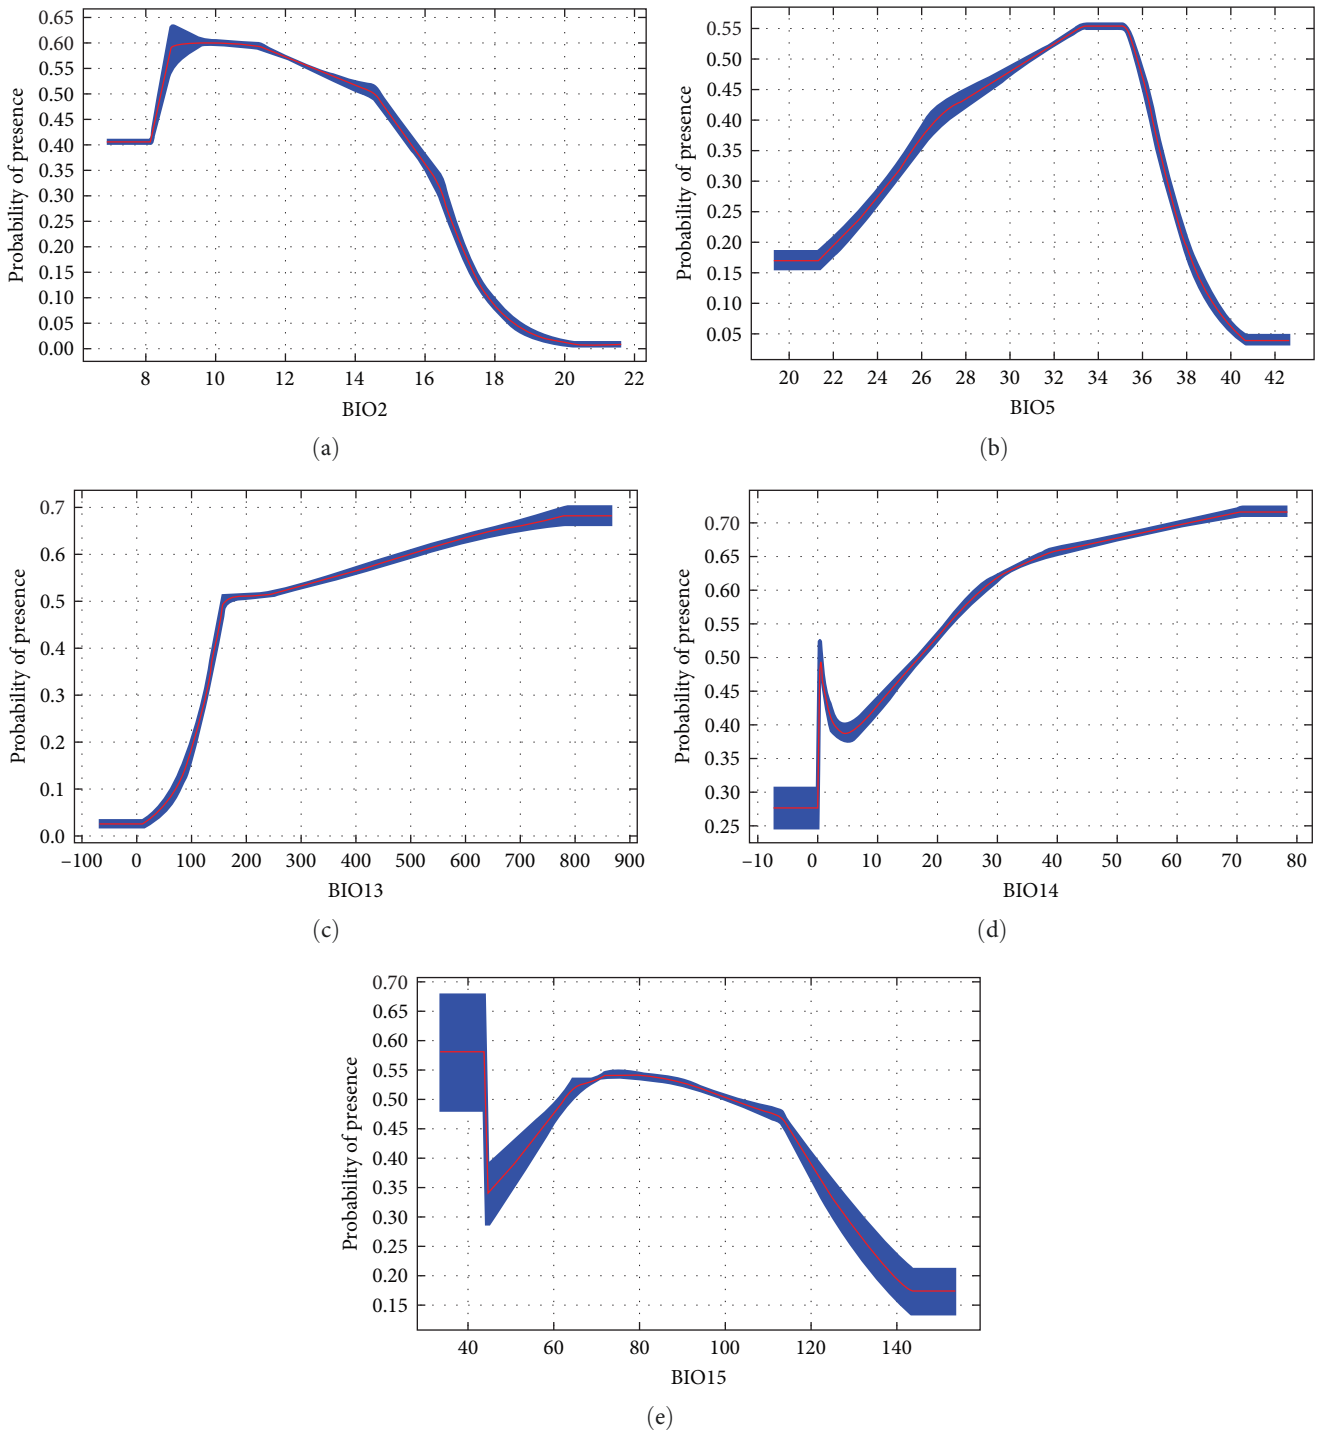 0.65
0.60
0.55
0.50
0.40
0.35
0.30
0.25
0.20
0.15
0.10
0.05
0.00
Probability of presence
8 10 12 14 16 18 20 22
BIO2
(a)
0.55
0.50
0.40
0.35
0.30
0.25
0.20
0.15
0.10
0.05
Probability of presence
20 22 24 26 28 30 34 34 36 38 40 42
BIO5
(b)
0.7
0.6
0.5
0.4
0.3
0.2
0.1
0.0
Probability of presence
−100 0 100 200 300 400 500 600 700 800 900
BIO13
(c)
0.70
0.65
0.60
0.55
0.50
0.45
0.40
0.35
0.30
0.25
Probability of presence
−10 0 10 20 30 40 50 60 70 80
BIO14
(d)
0.70
0.65
0.60
0.55
0.50
0.45
0.40
0.35
0.30
0.25
0.20
0.15
Probability of presence
40 60 80 100 120 140
BIO15
(e)